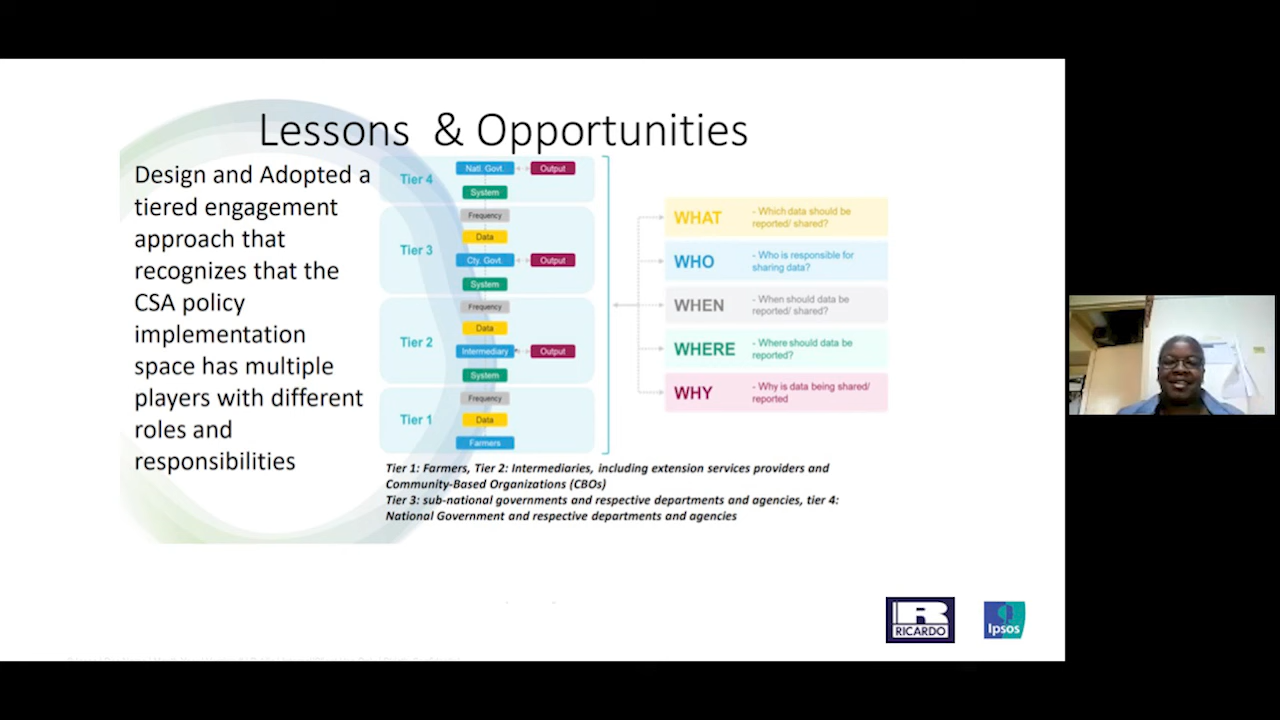 Lessons & Opportunities
Design and Adopted a
tiered engagement
approach that
recognizes that the
CSA policy
implementation
space has multiple
players with different
roles and
responsibilities
Tier 4
Natl. Govt.
Output
System
Tier 3
Frequency
Data
Cty. Govt.
Output
System
Tier 2
Frequency
Data
Intermediary
Output
System
Tier 1
Frequency
Data
Farmers
WHAT
- Which data should be
reported/ shared?
WHO
- Who is responsible for
sharing data?
WHEN
- When should data be
reported/ shared?
WHERE
- Where should data be
reported?
WHY
- Why is data being shared/
reported
Tier 1: Farmers, Tier 2: Intermediaries, including extension services providers and
Community-Based Organizations (CBOs)
Tier 3: sub-national governments and respective departments and agencies, tier 4:
National Government and respective departments and agencies
R
RICARDO
Ipsos